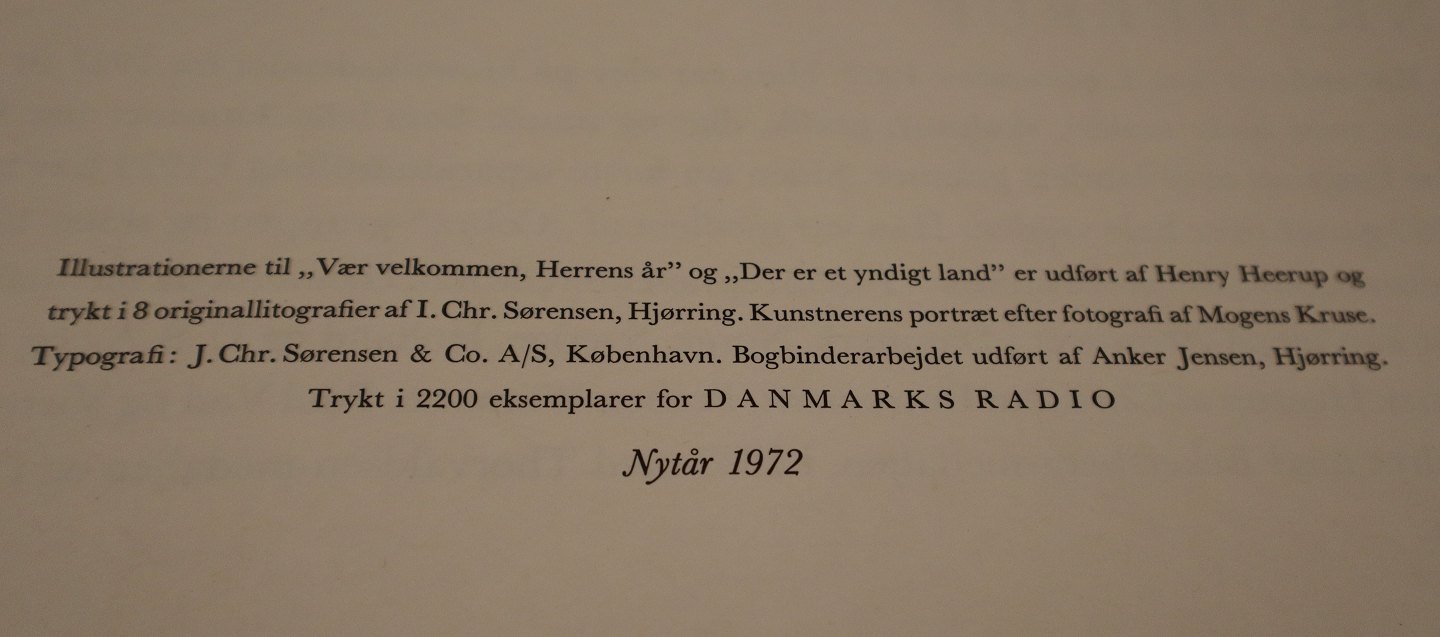 Illustrationerne til „Vær velkommen, Herrens år” og „Der er et yndigt land” er udført af Henry Heerup og
trykt i 8 originallitografier af I. Chr. Sørensen, Hjørring. Kunstnerens portræt efter fotografi af Mogens Kruse.
Typografi: J. Chr. Sørensen & Co. A/S, København. Bogbinderarbejdet udført af Anker Jensen, Hjørring.
Trykt i 2200 eksemplarer for DANMARKS RADIO
Nytår 1972